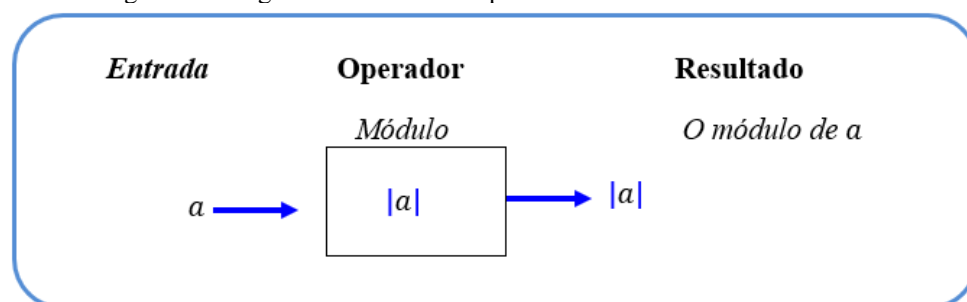 Entrada Operador Resultado
Módulo O módulo de a
a |a| |a|